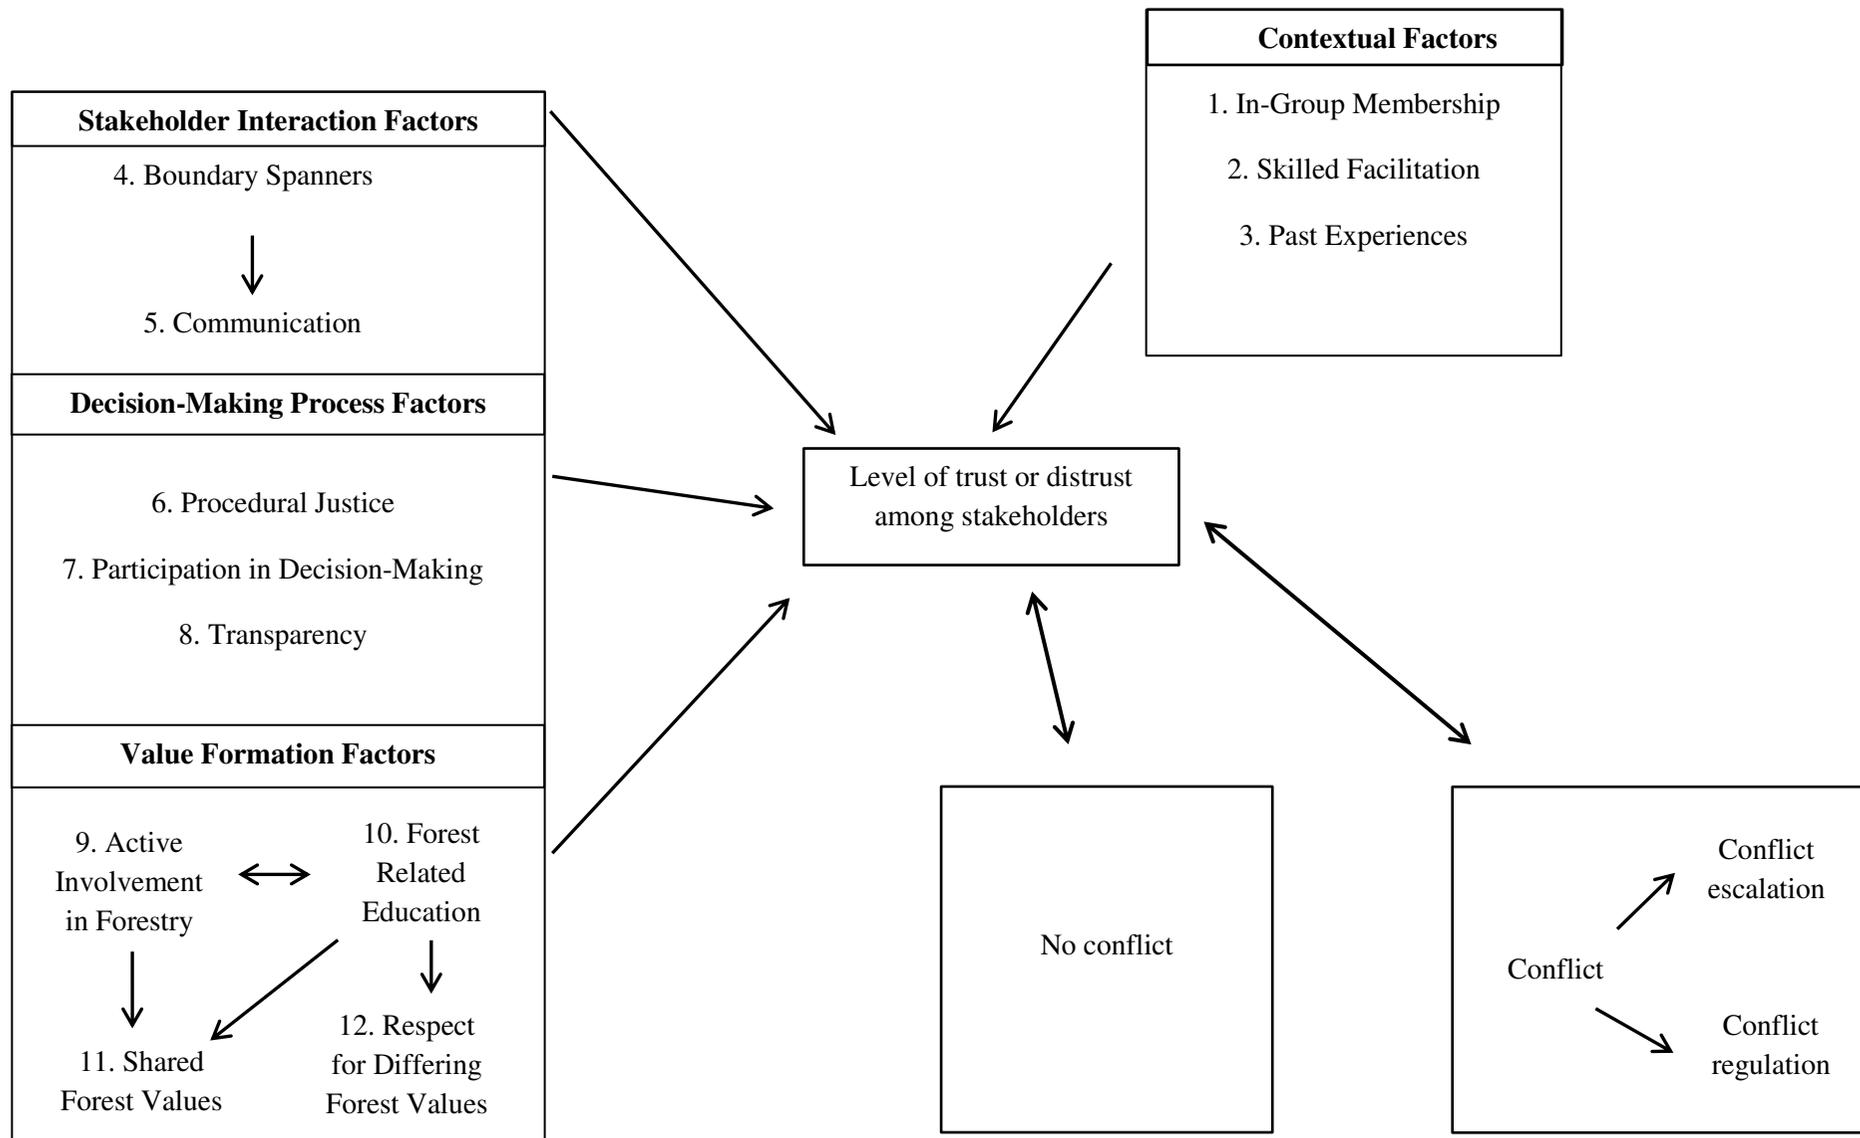 Contextual Factors
1. In-Group Membership
2. Skilled Facilitation
3. Past Experiences
Stakeholder Interaction Factors
4. Boundary Spanners
5. Communication
Decision-Making Process Factors
6. Procedural Justice
7. Participation in Decision-Making
8. Transparency
Value Formation Factors
9. Active
Involvement
in Forestry
10. Forest
Related
Education
11. Shared
Forest Values
12. Respect
for Differing
Forest Values
Level of trust or distrust
among stakeholders
No conflict
Conflict
Conflict
escalation
Conflict
regulation